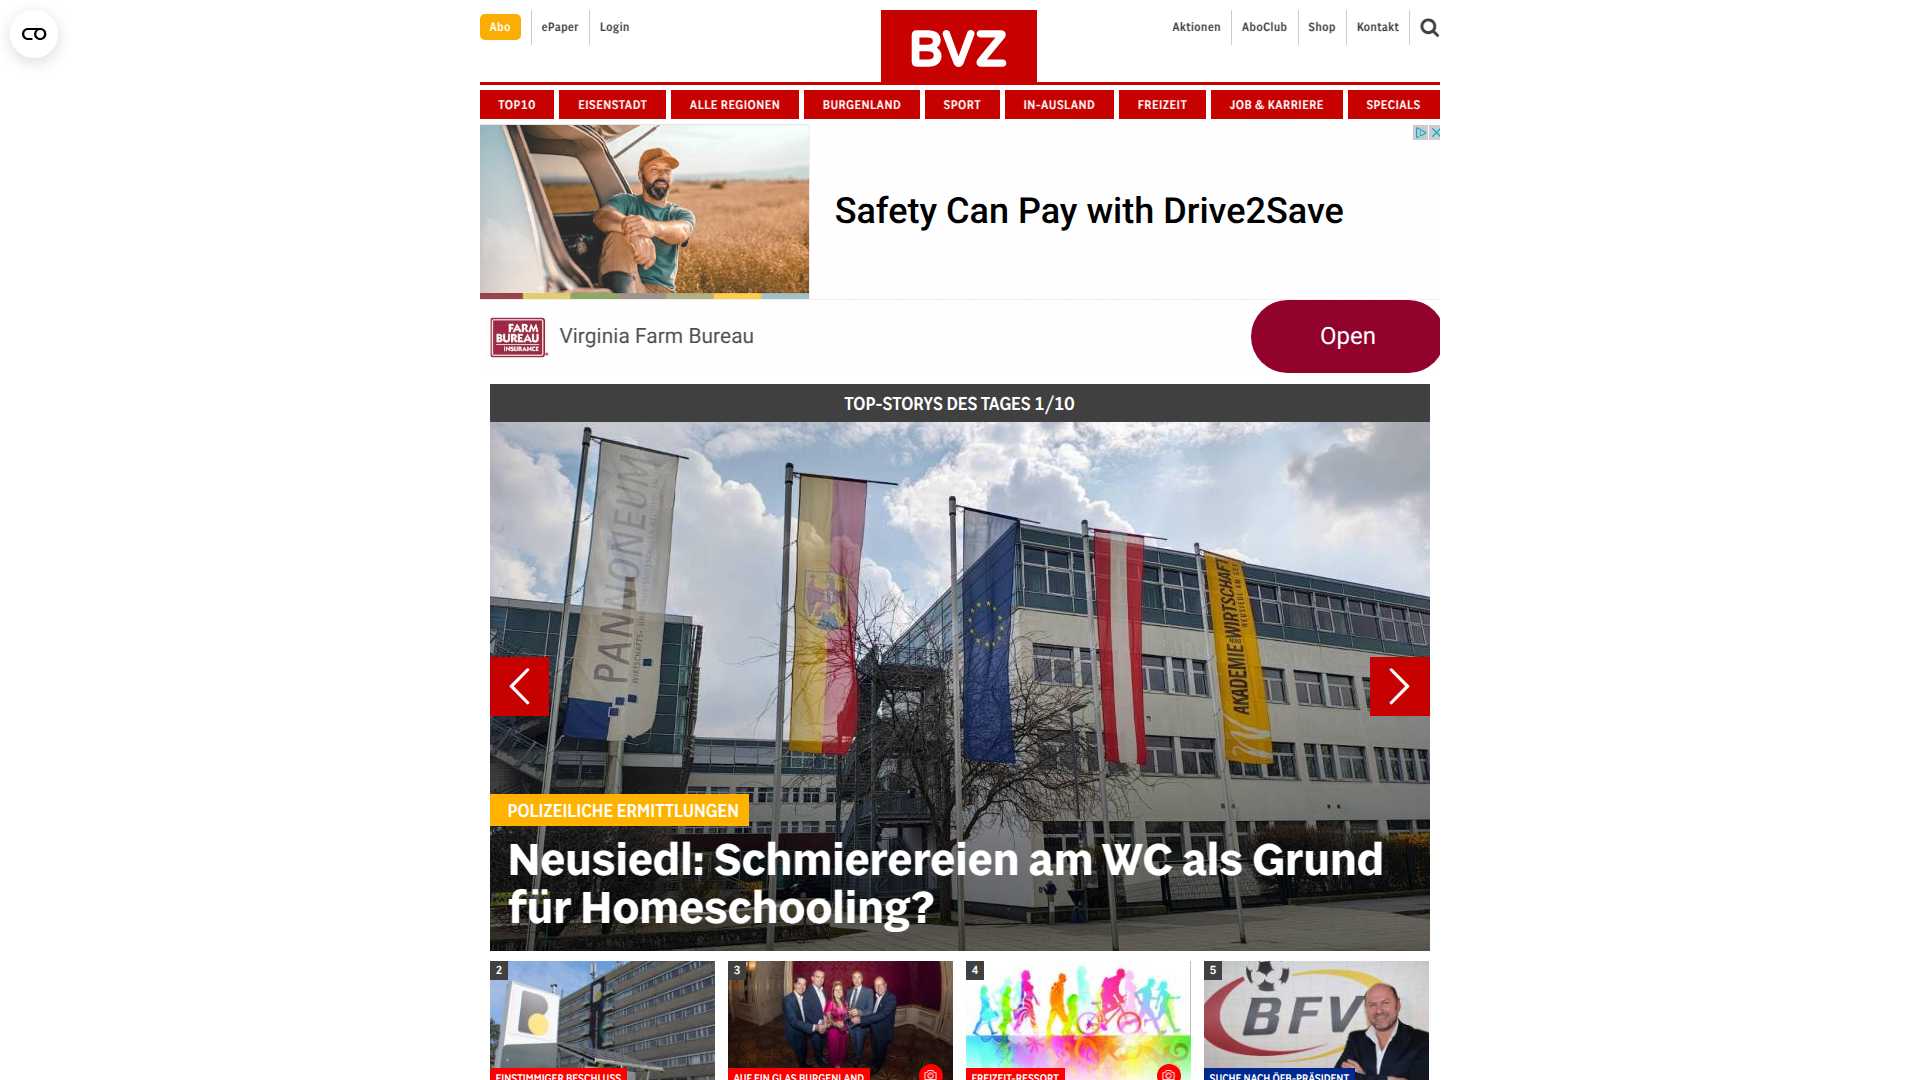 Abo
ePaper
Login
BVZ
Aktionen
AboClub
Shop
Kontakt
TOP10
EISENSTADT
ALLE REGIONEN
BURGENLAND
SPORT
IN-AUSLAND
FREIZEIT
JOB & KARRIERE
SPECIALS
Safety Can Pay with Drive2Save
FARM
BUREAU
INSURANCE
Virginia Farm Bureau
Open
TOP-STORYS DES TAGES 1/10
PANNONEUM
AKADEMIE WIRTSCHAFT
POLIZEILICHE ERMITTLUNGEN
Neusiedl: Schmierereien am WC als Grund
für Homeschooling?
2
3
4
5
B
BFV
EINSTIMMIGER BESCHLUSS
AUF EIN GLAS BURGENLAND
FREIZEIT-RESSORT
SUCHE NACH ÖFB-PRÄSIDENT